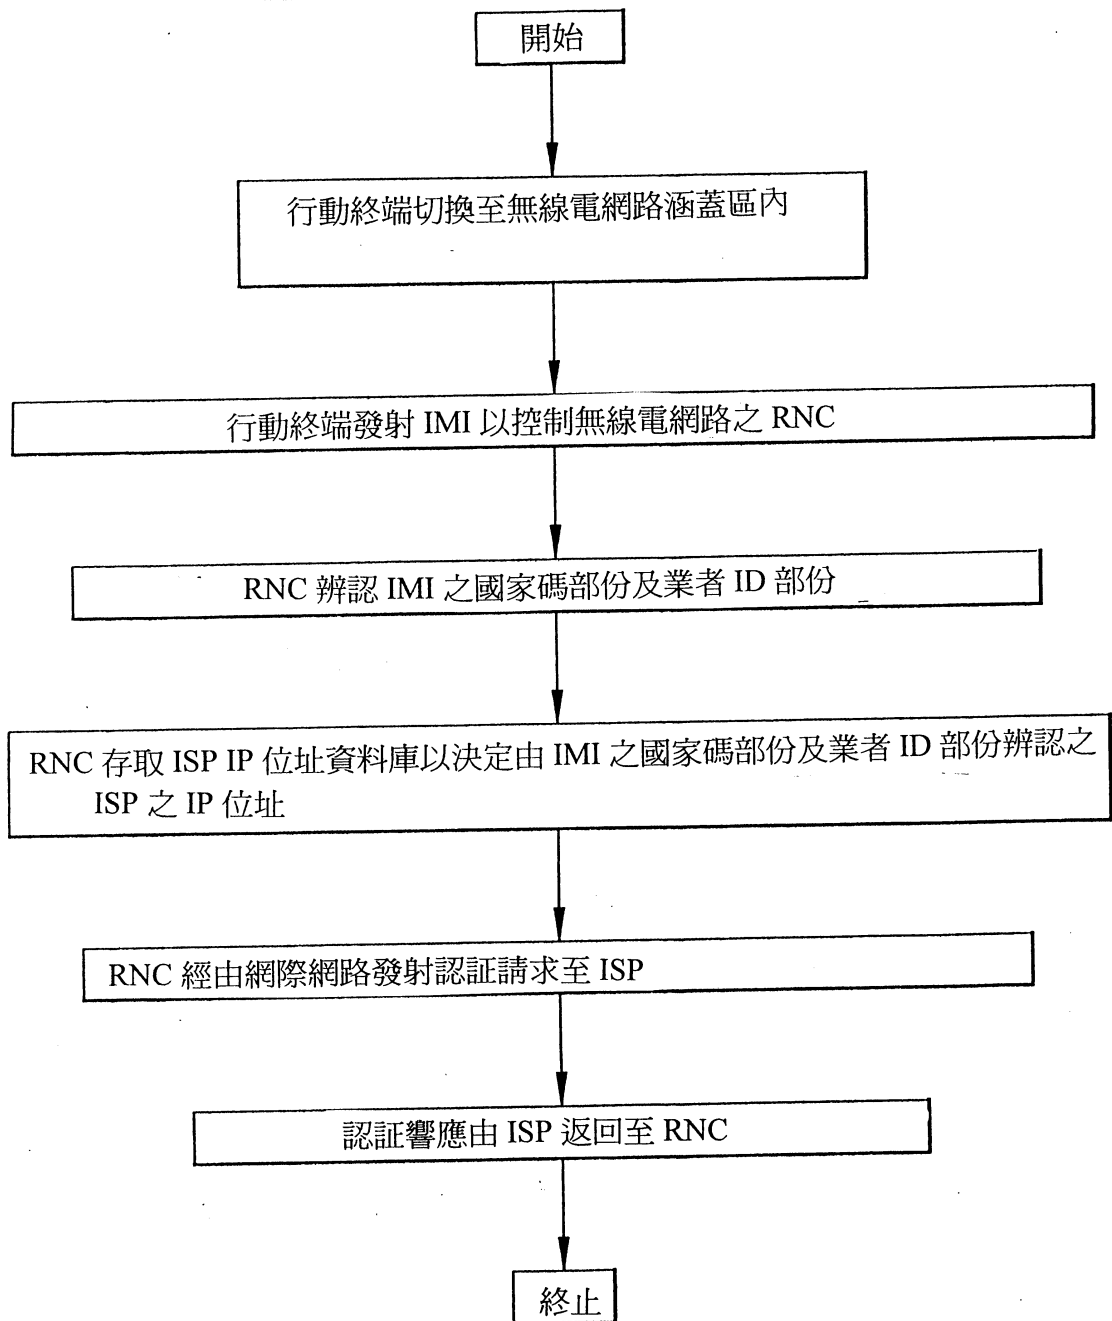 開始
行動終端切換至無線電網路涵蓋區內
行動終端發射 IMI 以控制無線電網路之 RNC
RNC 辨認 IMI 之國家碼部份及業者 ID 部份
RNC 存取 ISP IP 位址資料庫以決定由 IMI 之國家碼部份及業者 ID 部份辨認之
ISP 之 IP 位址
RNC 經由網際網路發射認証請求至 ISP
認証響應由 ISP 返回至 RNC
終止